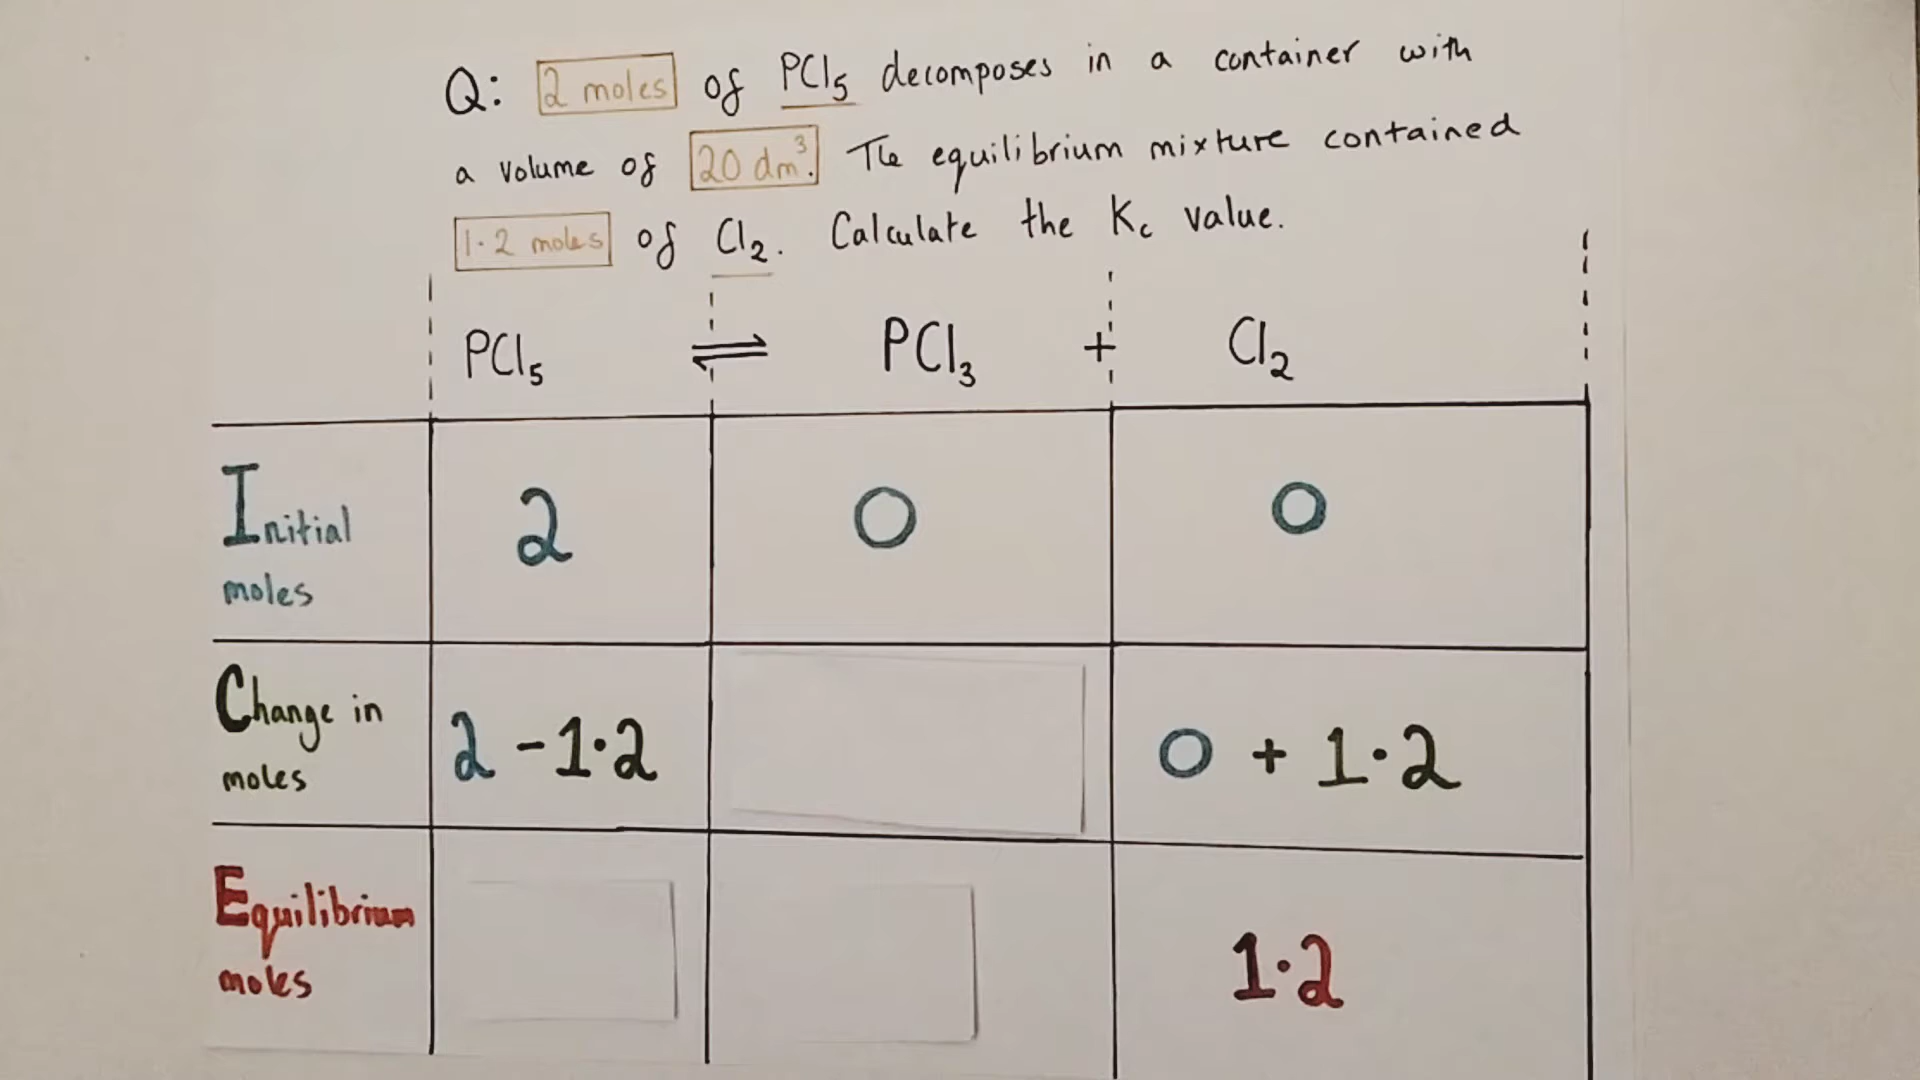 Q: 2 moles of PCl₅ decomposes in a container with
a volume of 20 dm³. The equilibrium mixture contained
1·2 moles of Cl₂. Calculate the Kc value.
PCl₅ ⇌ PCl₃ + Cl₂
Initial moles 2 0 0
Change in moles 2 - 1·2 0 + 1·2
Equilibrium moles 1·2